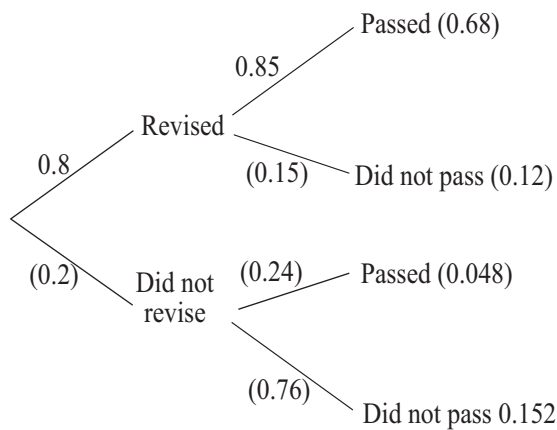 Passed (0.68)
0.85
Revised
0.8
(0.15)
Did not pass (0.12)
(0.2)
Did not
revise
(0.24)
Passed (0.048)
(0.76)
Did not pass 0.152